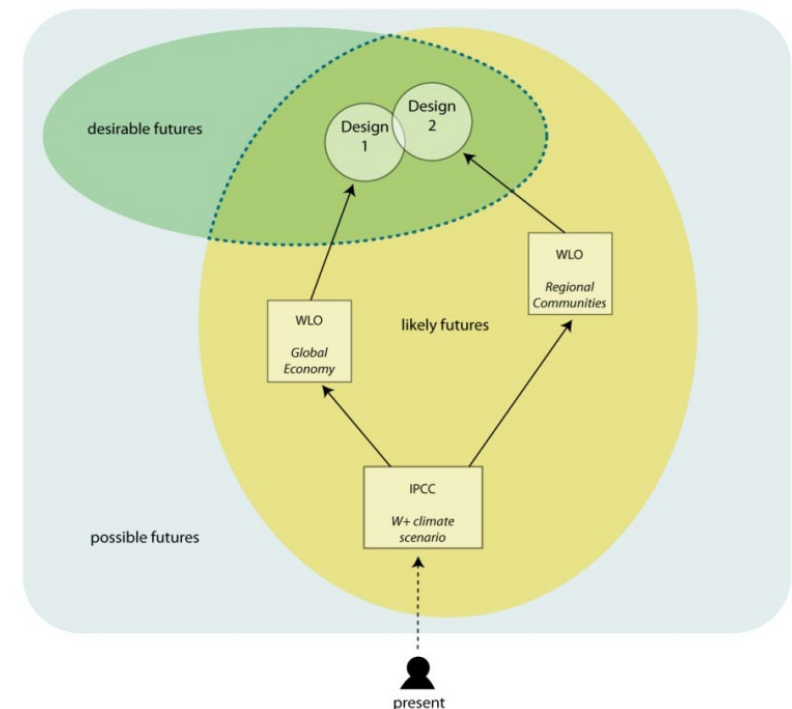 desirable futures
Design
1
Design
2
WLO
Regional
Communities
WLO
Global
Economy
likely futures
IPCC
W+ climate
scenario
possible futures
present